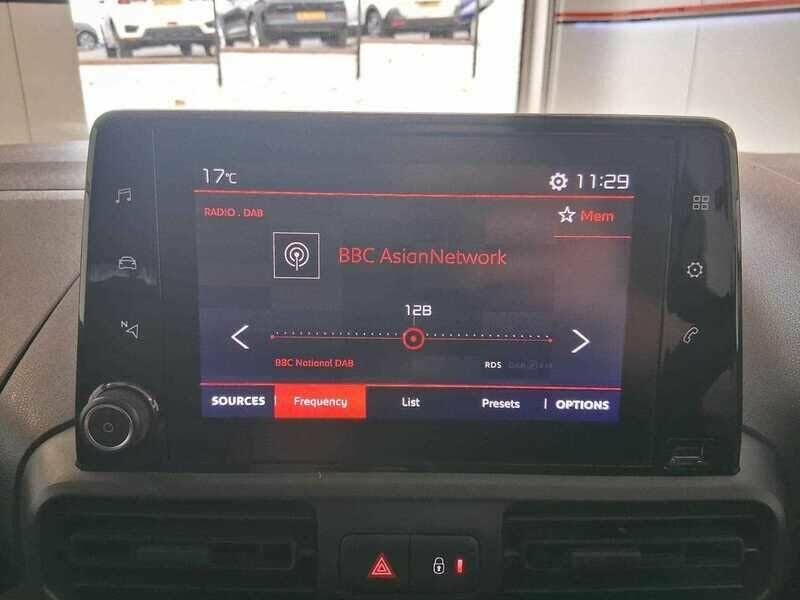 17°C 11:29
RADIO . DAB Mem
BBC AsianNetwork
12B
BBC National DAB RDS
SOURCES Frequency List Presets OPTIONS
N